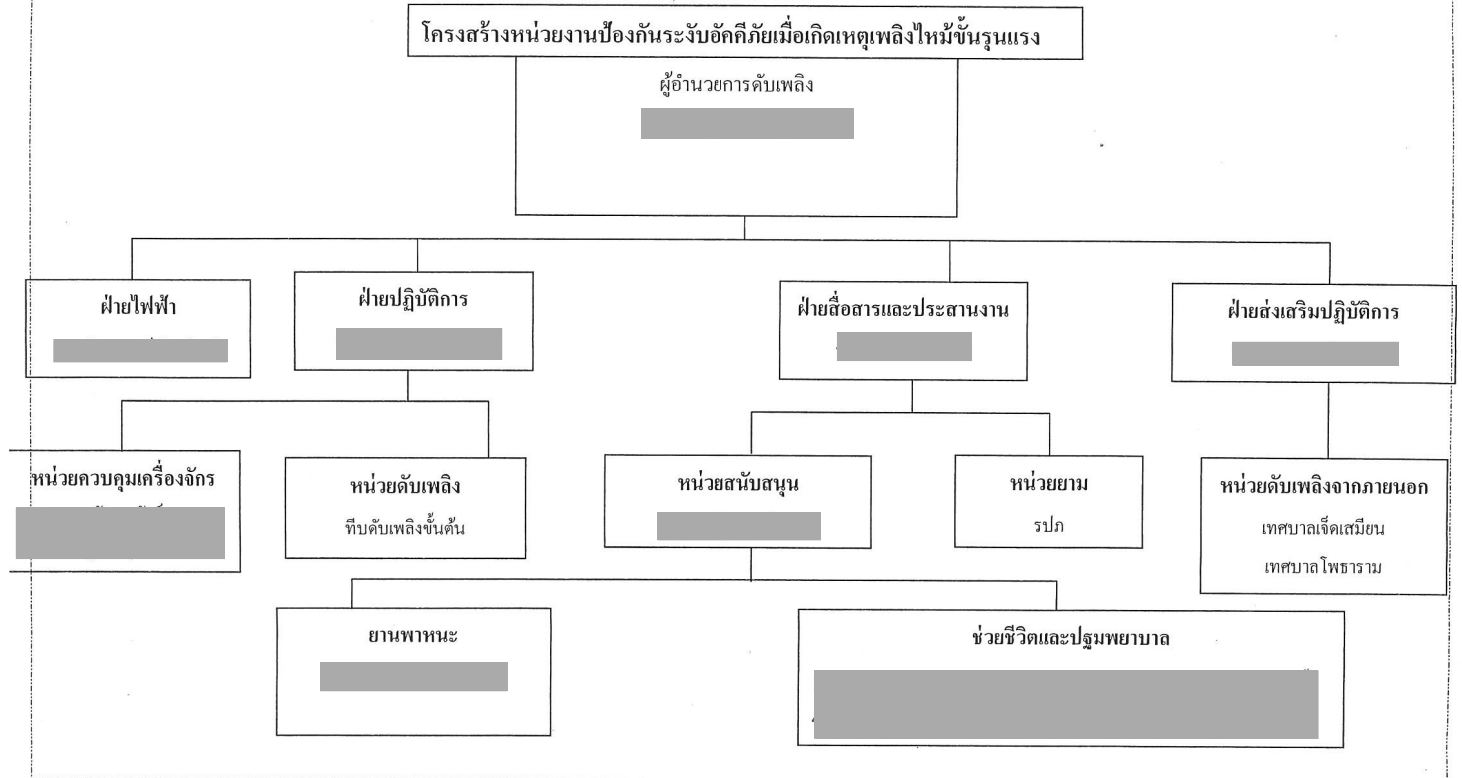 โครงสร้างหน่วยงานป้องกันระงับอัคคีภัยเมื่อเกิดเหตุเพลิงไหม้ขั้นรุนแรง
ผู้อำนวยการดับเพลิง
ฝ่ายไฟฟ้า
ฝ่ายปฏิบัติการ
ฝ่ายสื่อสารและประสานงาน
ฝ่ายส่งเสริมปฏิบัติการ
หน่วยควบคุมเครื่องจักร
หน่วยดับเพลิง
ทีบดับเพลิงขั้นต้น
หน่วยสนับสนุน
หน่วยยาม
รปภ
หน่วยดับเพลิงจากภายนอก
เทศบาลเจ็ดเสมียน
เทศบาลโพธาราม
ยานพาหนะ
ช่วยชีวิตและปฐมพยาบาล